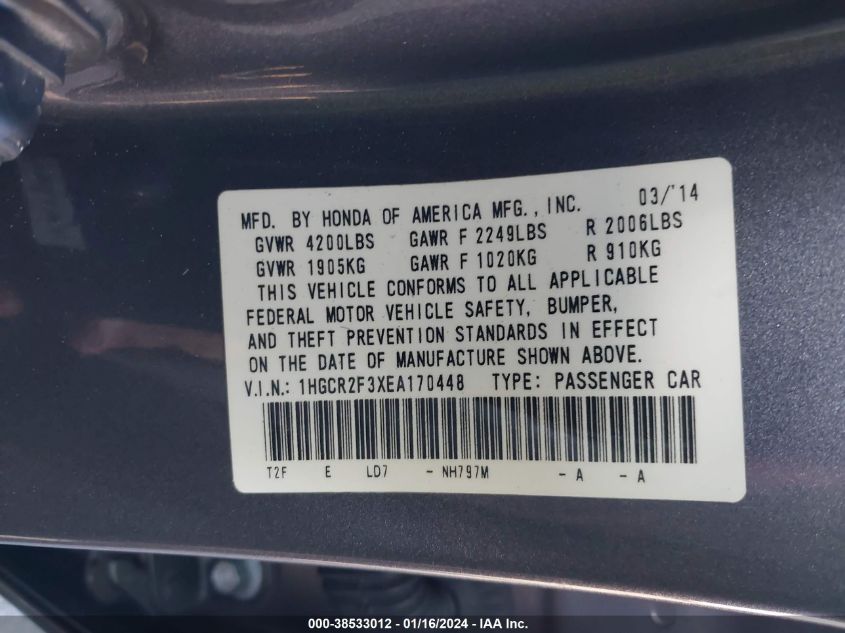 MFD. BY HONDA OF AMERICA MFG., INC. 03/'14
GVWR 4200LBS GAWR F 2249LBS R 2006LBS
GVWR 1905KG GAWR F 1020KG R 910KG
THIS VEHICLE CONFORMS TO ALL APPLICABLE
FEDERAL MOTOR VEHICLE SAFETY, BUMPER,
AND THEFT PREVENTION STANDARDS IN EFFECT
ON THE DATE OF MANUFACTURE SHOWN ABOVE.
V.I.N.: 1HGCR2F3XEA170448 TYPE: PASSENGER CAR
T2F E LD7 - NH797M - A - A
000-38533012 - 01/16/2024 - IAA Inc.